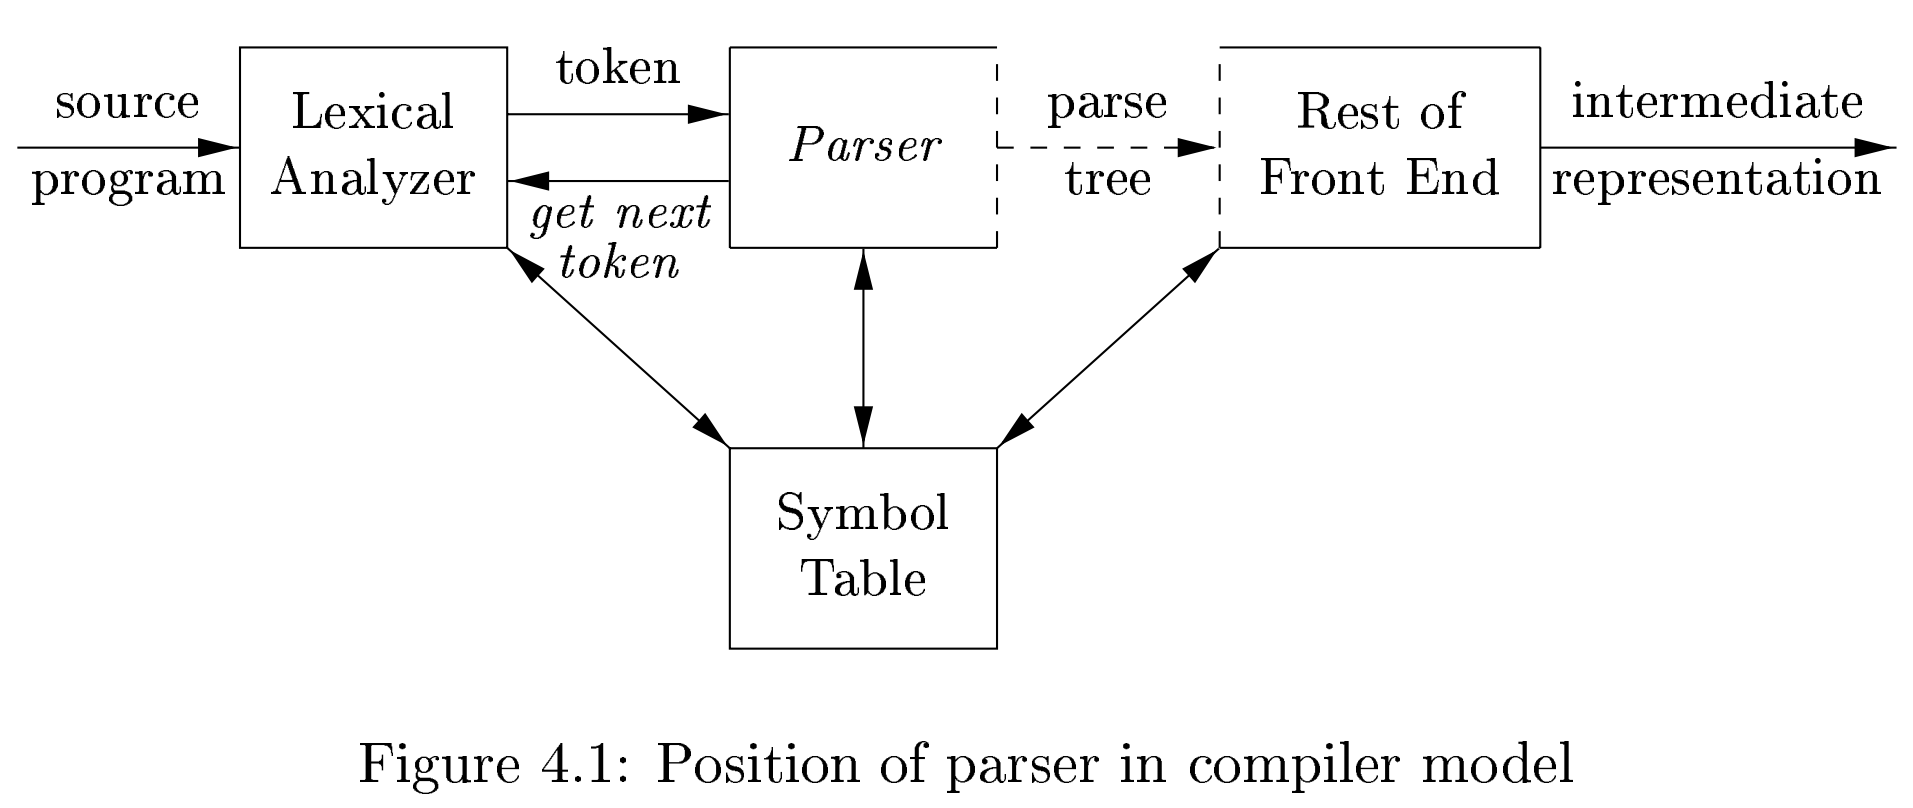 source
program
Lexical
Analyzer
token
get next
token
Parser
parse
tree
Rest of
Front End
intermediate
representation
Symbol
Table
Figure 4.1: Position of parser in compiler model